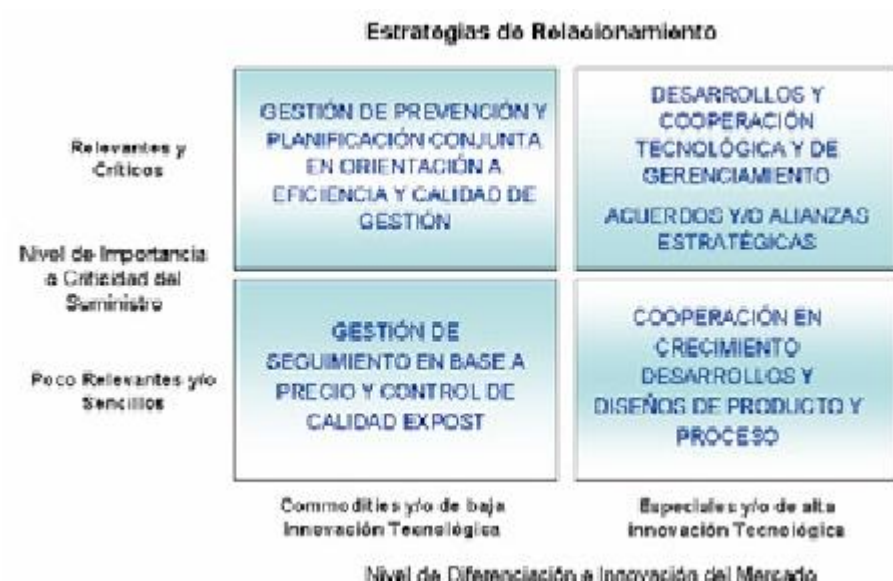 Estrategias de Relacionamiento
GESTIÓN DE PREVENCIÓN Y
PLANIFICACIÓN CONJUNTA
EN ORIENTACIÓN A
EFICIENCIA Y CALIDAD DE
GESTIÓN
DESARROLLOS Y
COOPERACIÓN
TECNOLÓGICA Y DE
GERENCIAMIENTO
ACUERDOS Y/O ALIANZAS
ESTRATÉGICAS
Relevantes y
Críticos
Nivel de Importancia
o Criticidad del
Suministro
Poco Relevantes y/o
Sencillos
GESTIÓN DE
SEGUIMIENTO EN BASE A
PRECIO Y CONTROL DE
CALIDAD EXPOST
COOPERACIÓN EN
CRECIMIENTO
DESARROLLOS Y
DISEÑOS DE PRODUCTO Y
PROCESO
Commodities y/o de baja
Innovación Tecnológica
Especiales y/o de alta
innovación Tecnológica
Nivel de Diferenciación e Innovación del Mercado